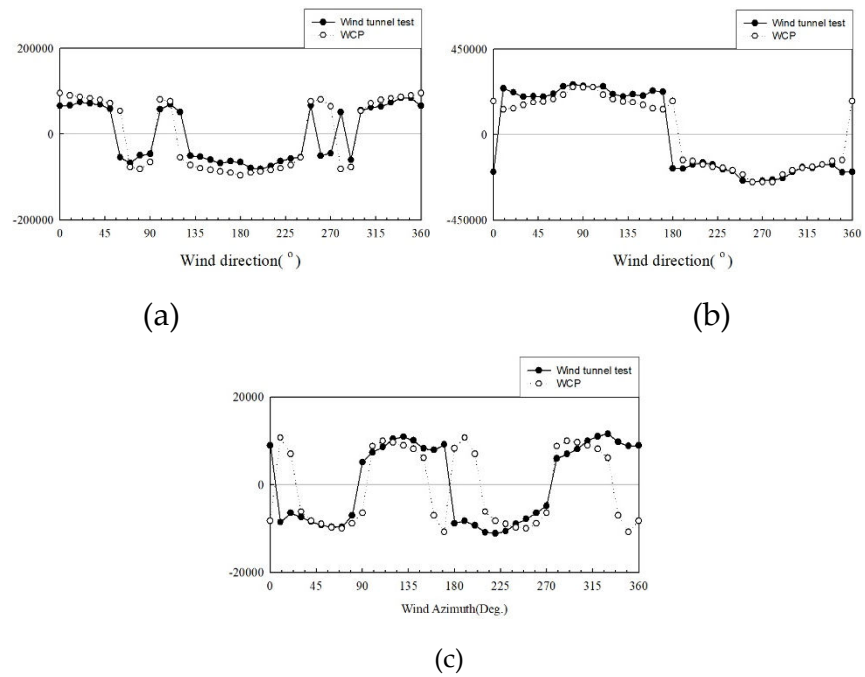 Wind tunnel test
WCP
200000
0
-200000
0 45 90 135 180 225 270 315 360
Wind direction( o )
(a)
Wind tunnel test
WCP
450000
0
-450000
0 45 90 135 180 225 270 315 360
Wind direction( o )
(b)
Wind tunnel test
WCP
20000
0
-20000
0 45 90 135 180 225 270 315 360
Wind Azimuth(Deg.)
(c)